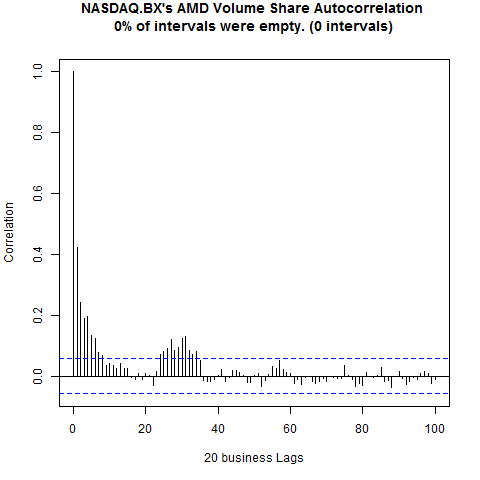 NASDAQ.BX's AMD Volume Share Autocorrelation
0% of intervals were empty. (0 intervals)
Correlation
1.0
0.8
0.6
0.4
0.2
0.0
0 20 40 60 80 100
20 business Lags